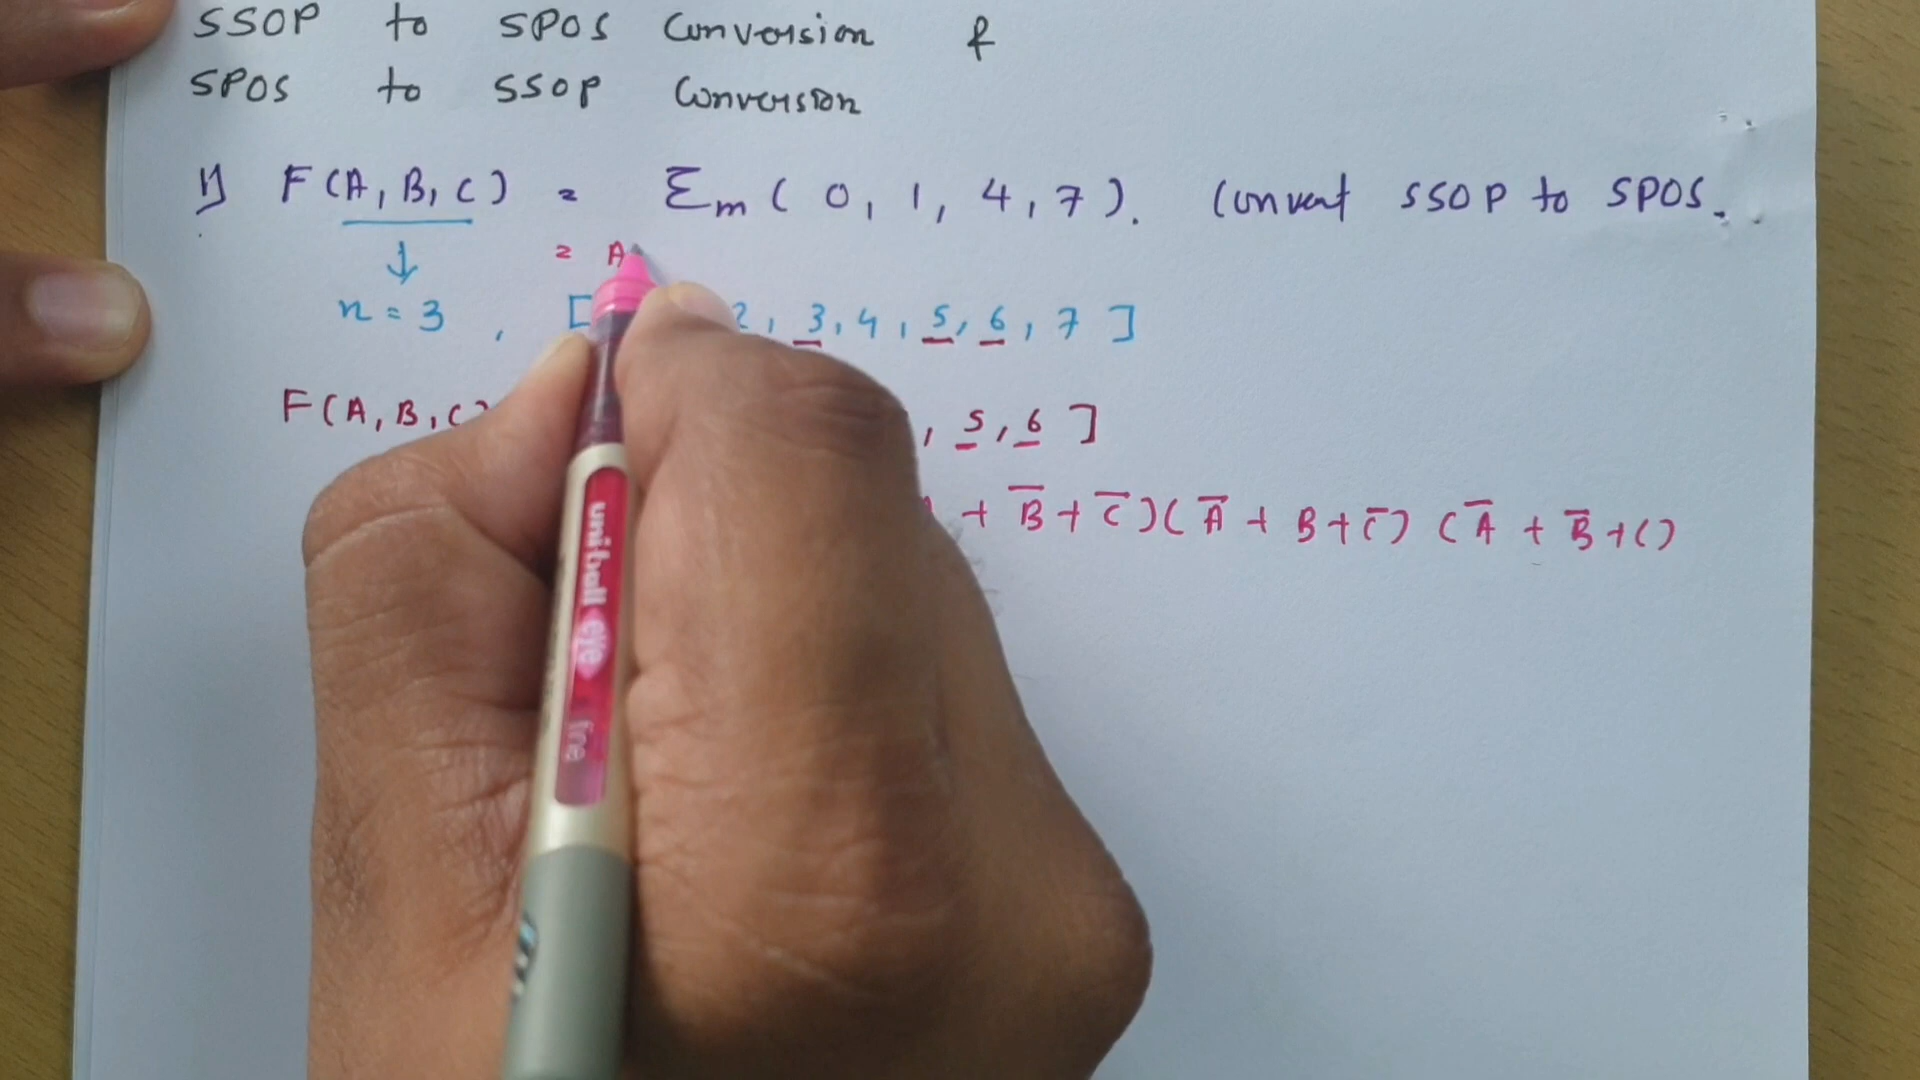 SSOP to SPOS Conversion &
SPOS to SSOP Conversion
1) F(A, B, C) = Σm ( 0, 1, 4, 7 ). Convert SSOP to SPOS.
= A
n = 3 , [ 2, 3, 4, 5, 6, 7 ]
F(A, B, C) , 5, 6 ]
+ B̅ + C̅ ) ( A̅ + B + C̅ ) ( A̅ + B̅ + C )
uniball eye fine